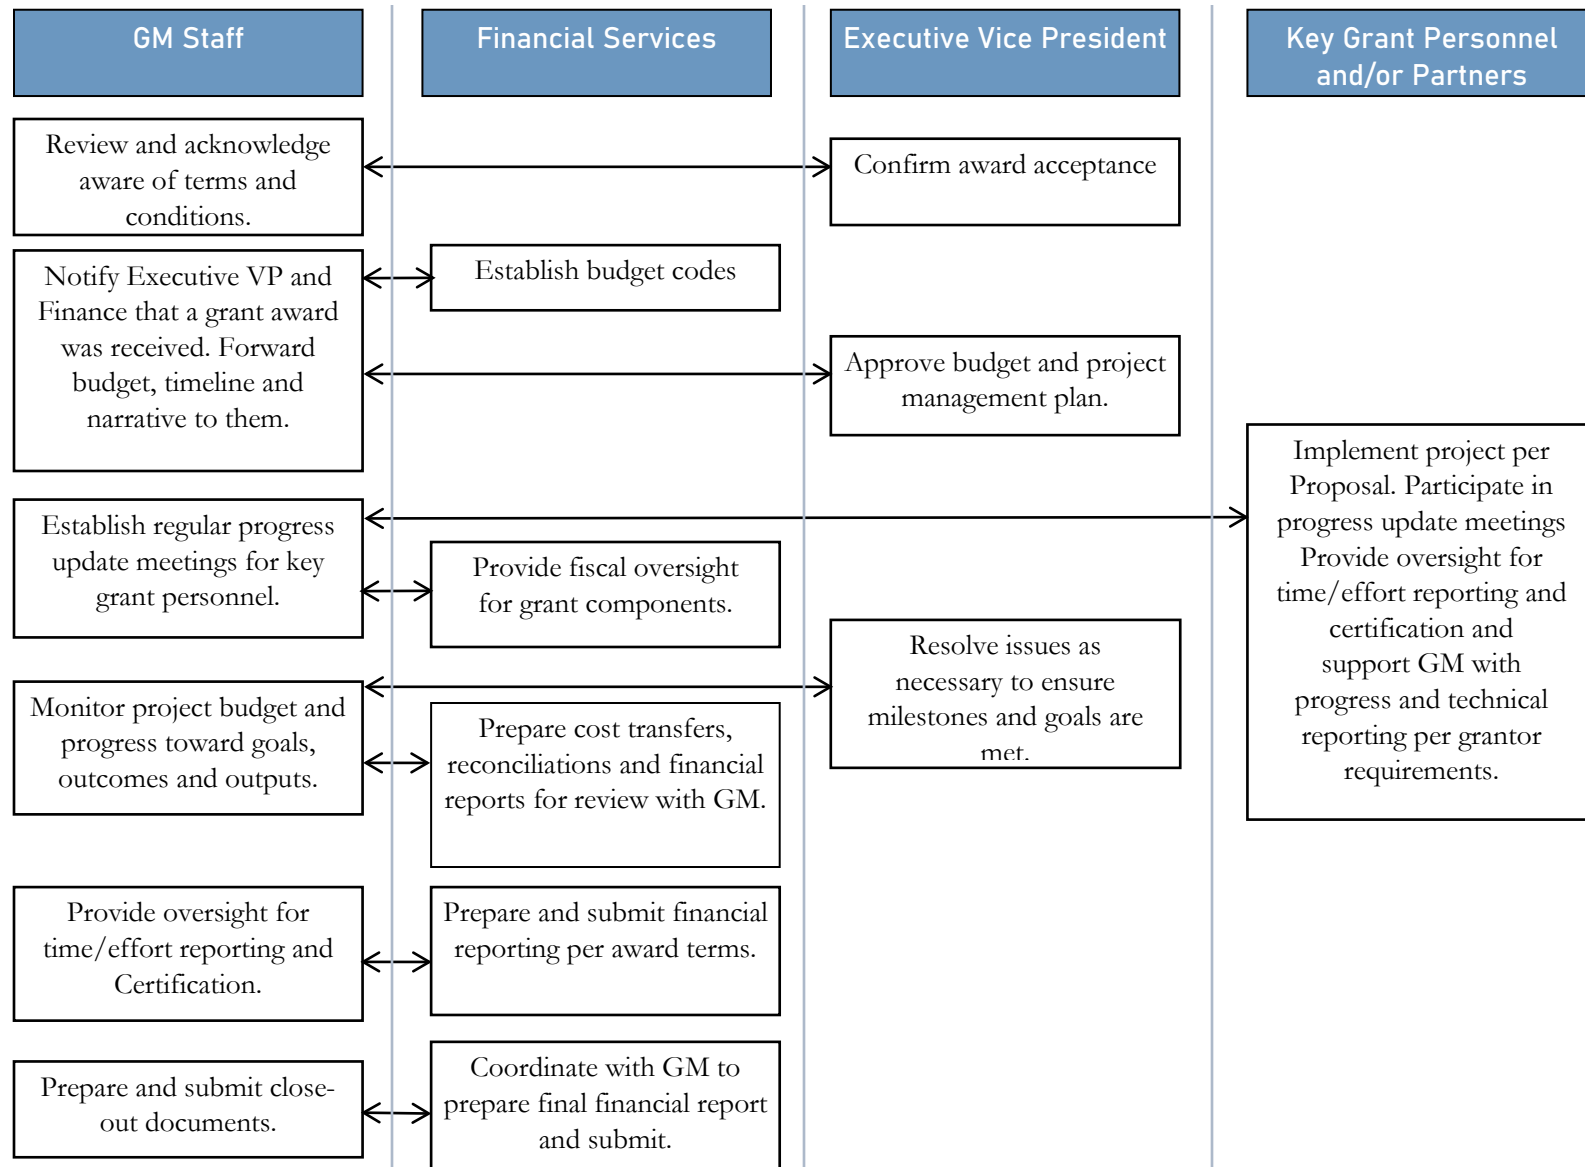 GM Staff
Financial Services
Executive Vice President
Key Grant Personnel
and/or Partners
Review and acknowledge
aware of terms and
conditions.
Confirm award acceptance
Notify Executive VP and
Finance that a grant award
was received. Forward
budget, timeline and
narrative to them.
Establish budget codes
Approve budget and project
management plan.
Implement project per
Proposal. Participate in
progress update meetings
Provide oversight for
time/effort reporting and
certification and
support GM with
progress and technical
reporting per grantor
requirements.
Establish regular progress
update meetings for key
grant personnel.
Provide fiscal oversight
for grant components.
Resolve issues as
necessary to ensure
milestones and goals are
met.
Monitor project budget and
progress toward goals,
outcomes and outputs.
Prepare cost transfers,
reconciliations and financial
reports for review with GM.
Provide oversight for
time/effort reporting and
Certification.
Prepare and submit financial
reporting per award terms.
Prepare and submit close-
out documents.
Coordinate with GM to
prepare final financial report
and submit.